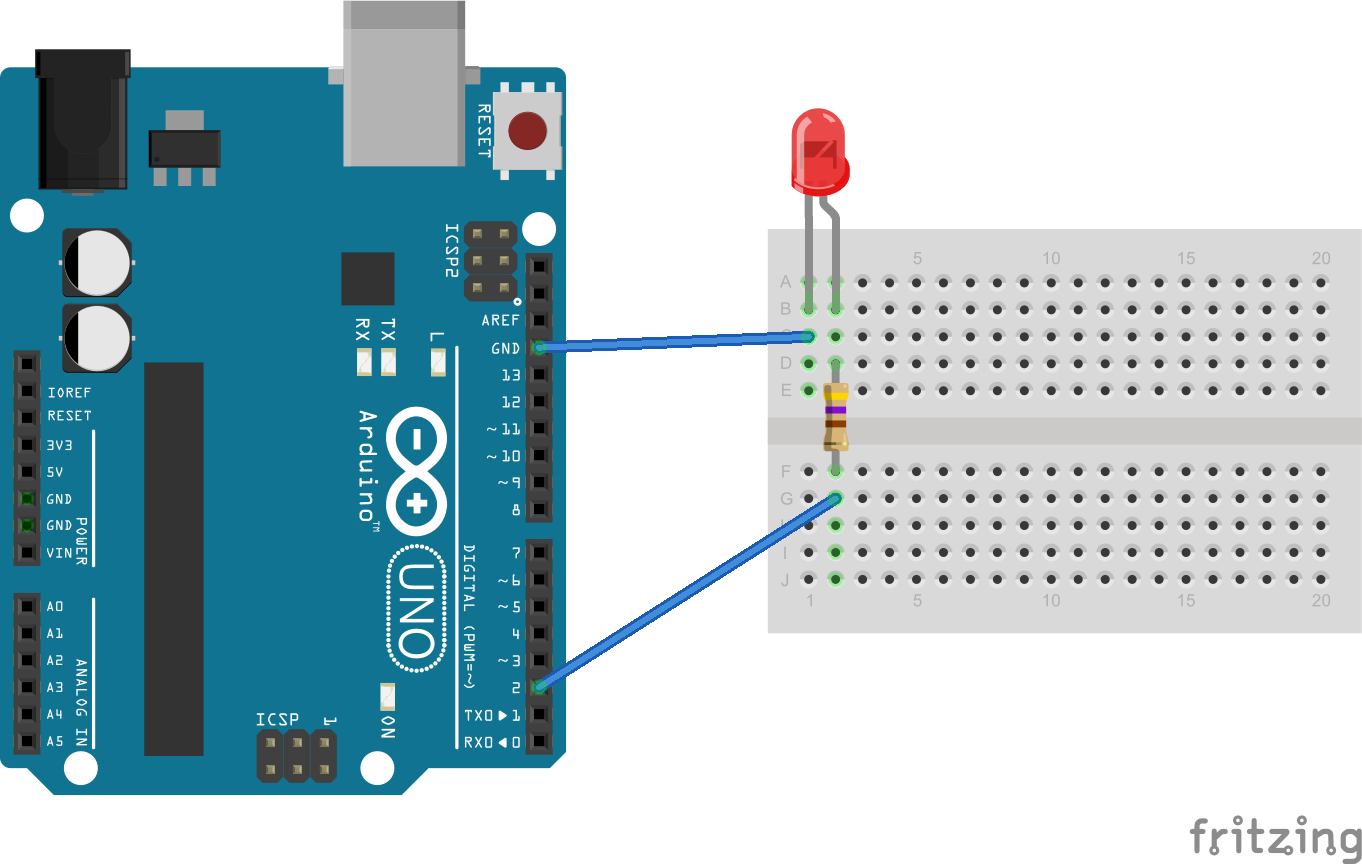 RESET
ICSP2
AREF
GND
13
12
~11
~10
~9
8
7
~6
~5
4
~3
2
TX0▶1
RX0◀0
RX
TX
L
Arduino™
UNO
DIGITAL (PWM=~)
IOREF
RESET
3V3
5V
GND
GND
VIN
POWER
A0
A1
A2
A3
A4
A5
ANALOG IN
ICSP
1
ON
5 10 15 20
A
B
D
E
F
G
I
J
1 5 10 15 20
fritzing